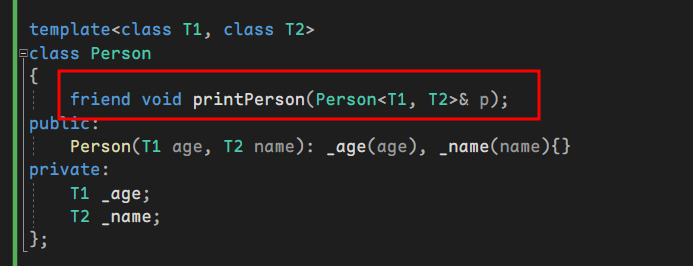 template<class T1, class T2>
class Person
{
friend void printPerson(Person<T1, T2>& p);
public:
Person(T1 age, T2 name): _age(age), _name(name){}
private:
T1 _age;
T2 _name;
};